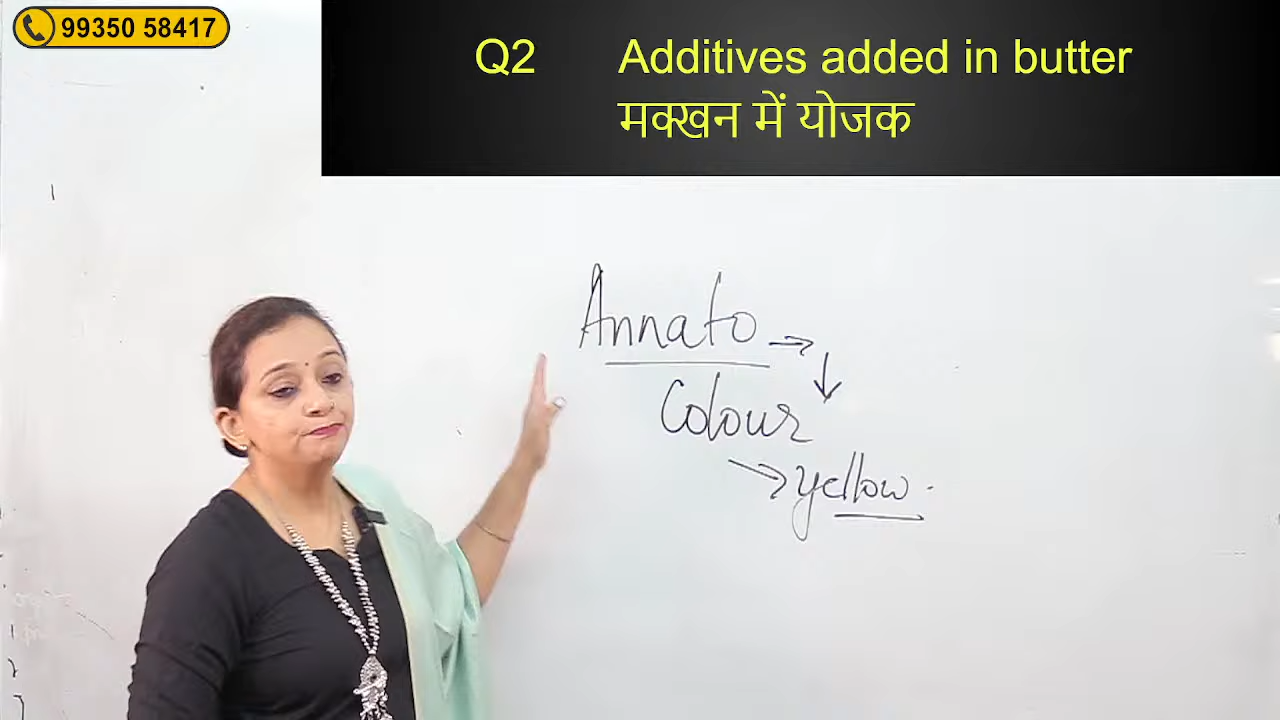 99350 58417
Q2 Additives added in butter
मक्खन में योजक
Annato →
↓
Colour
→ yellow.